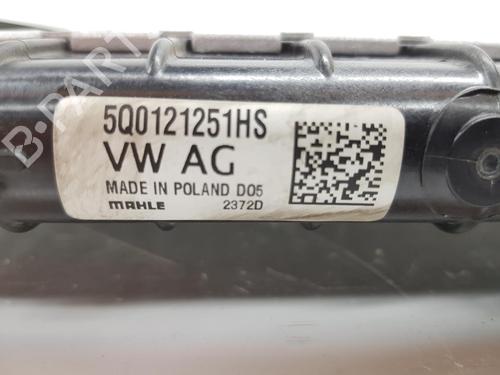 5Q0121251HS
VW AG
MADE IN POLAND D05
MAHLE 2372D
B-PARTS